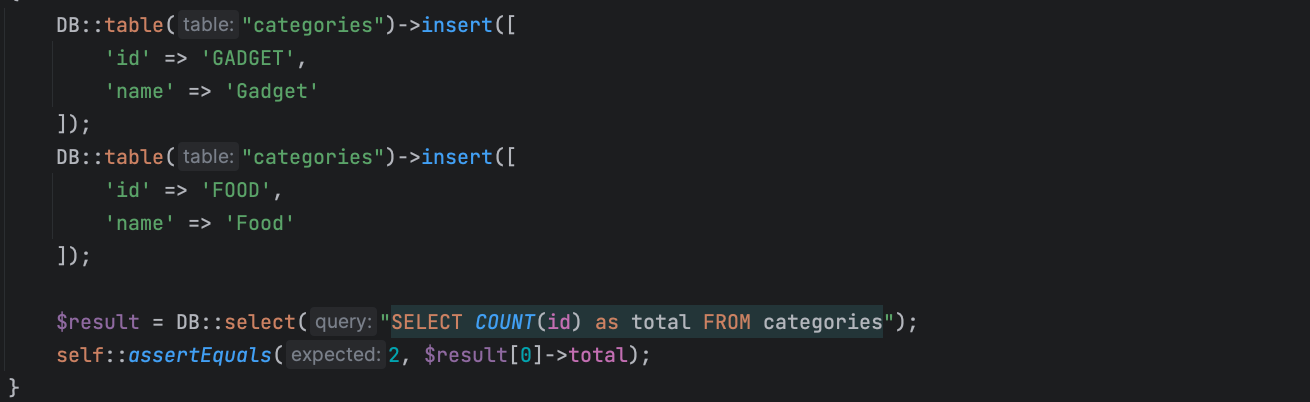 DB::table( table: "categories")->insert([
    'id' => 'GADGET',
    'name' => 'Gadget'
]);
DB::table( table: "categories")->insert([
    'id' => 'FOOD',
    'name' => 'Food'
]);
$result = DB::select( query: "SELECT COUNT(id) as total FROM categories");
self::assertEquals( expected: 2, $result[0]->total);
}